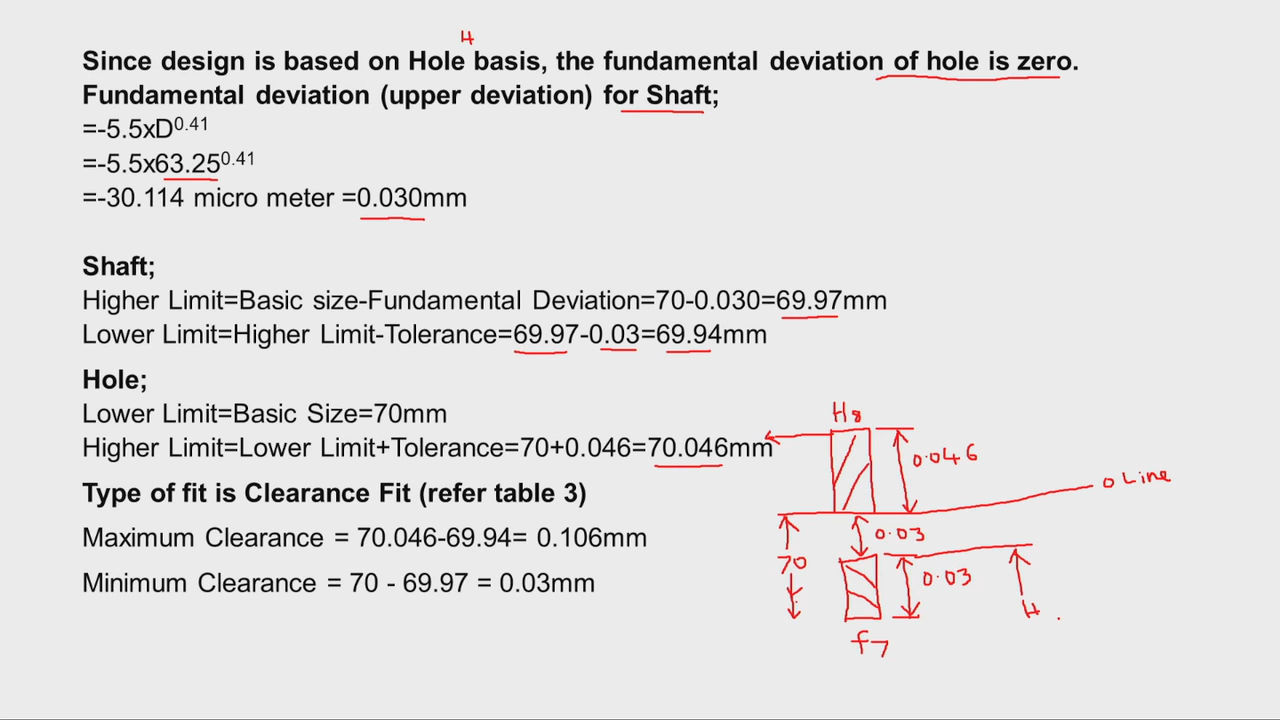 H
Since design is based on Hole basis, the fundamental deviation of hole is zero.
Fundamental deviation (upper deviation) for Shaft;
=-5.5xD^0.41
=-5.5x63.25^0.41
=-30.114 micro meter =0.030mm
Shaft;
Higher Limit=Basic size-Fundamental Deviation=70-0.030=69.97mm
Lower Limit=Higher Limit-Tolerance=69.97-0.03=69.94mm
Hole;
Lower Limit=Basic Size=70mm
Higher Limit=Lower Limit+Tolerance=70+0.046=70.046mm
Type of fit is Clearance Fit (refer table 3)
Maximum Clearance = 70.046-69.94= 0.106mm
Minimum Clearance = 70 - 69.97 = 0.03mm
H8
0.046
0 Line
0.03
70
0.03
H
f7